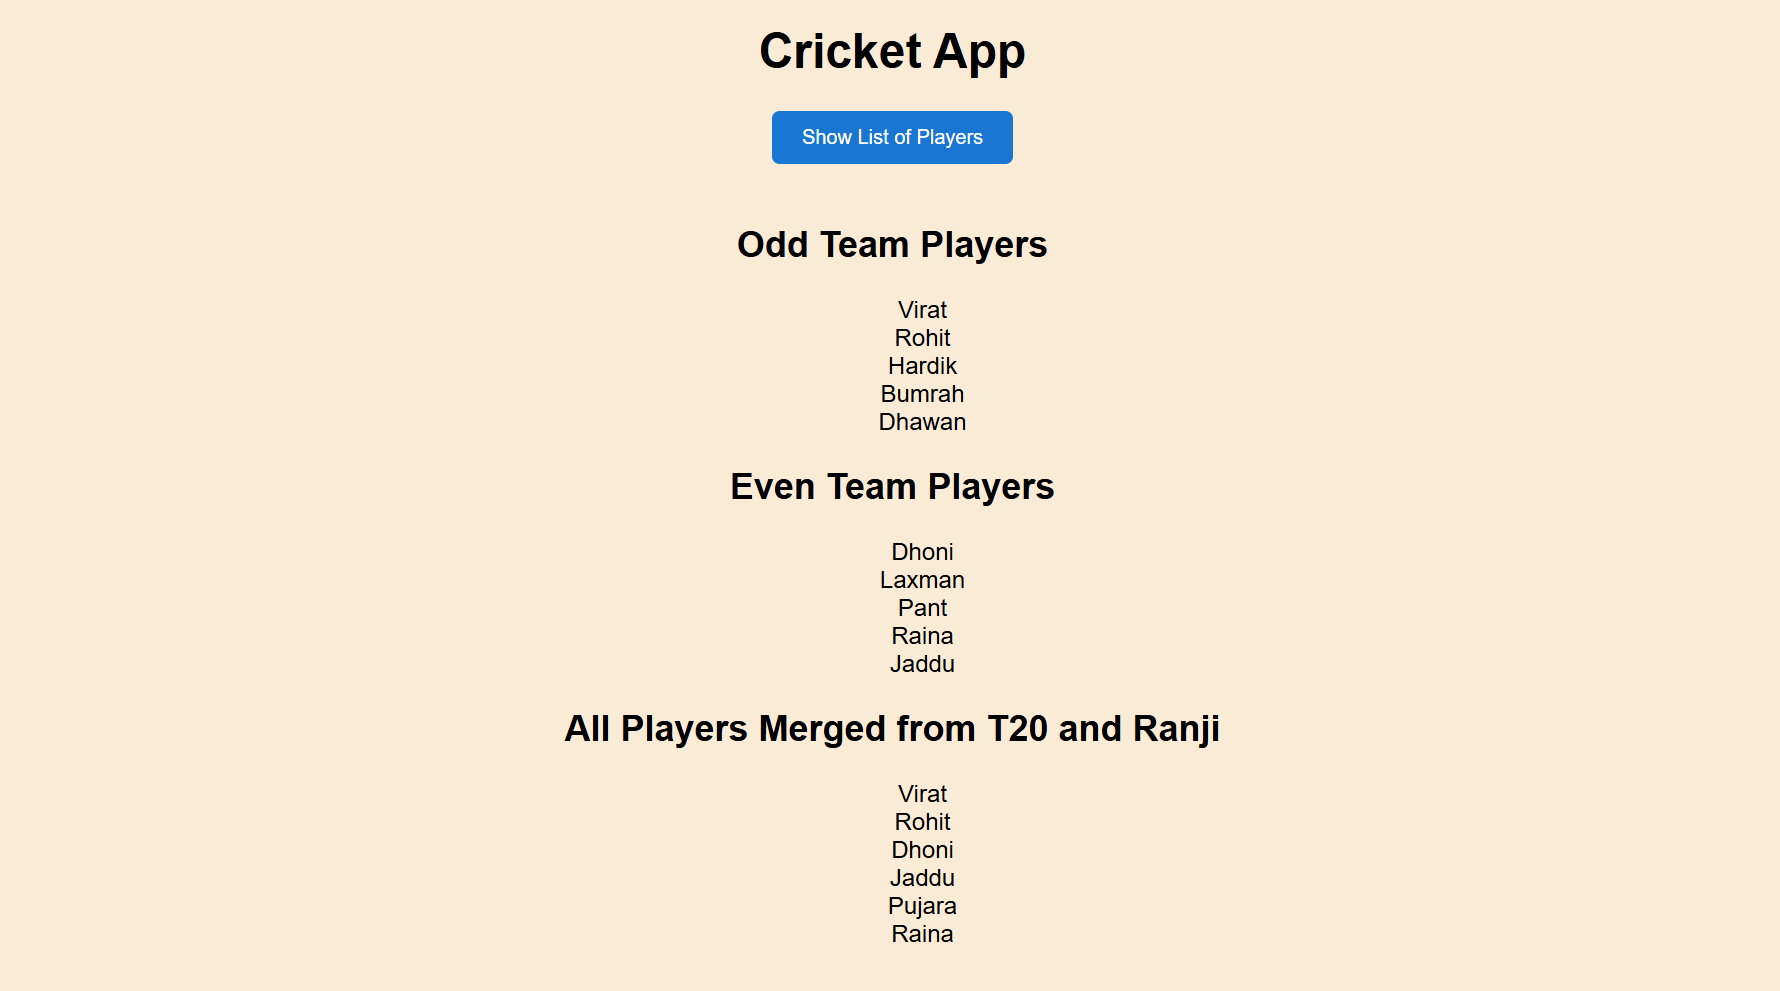 Cricket App
Show List of Players
Odd Team Players
Virat
Rohit
Hardik
Bumrah
Dhawan
Even Team Players
Dhoni
Laxman
Pant
Raina
Jaddu
All Players Merged from T20 and Ranji
Virat
Rohit
Dhoni
Jaddu
Pujara
Raina